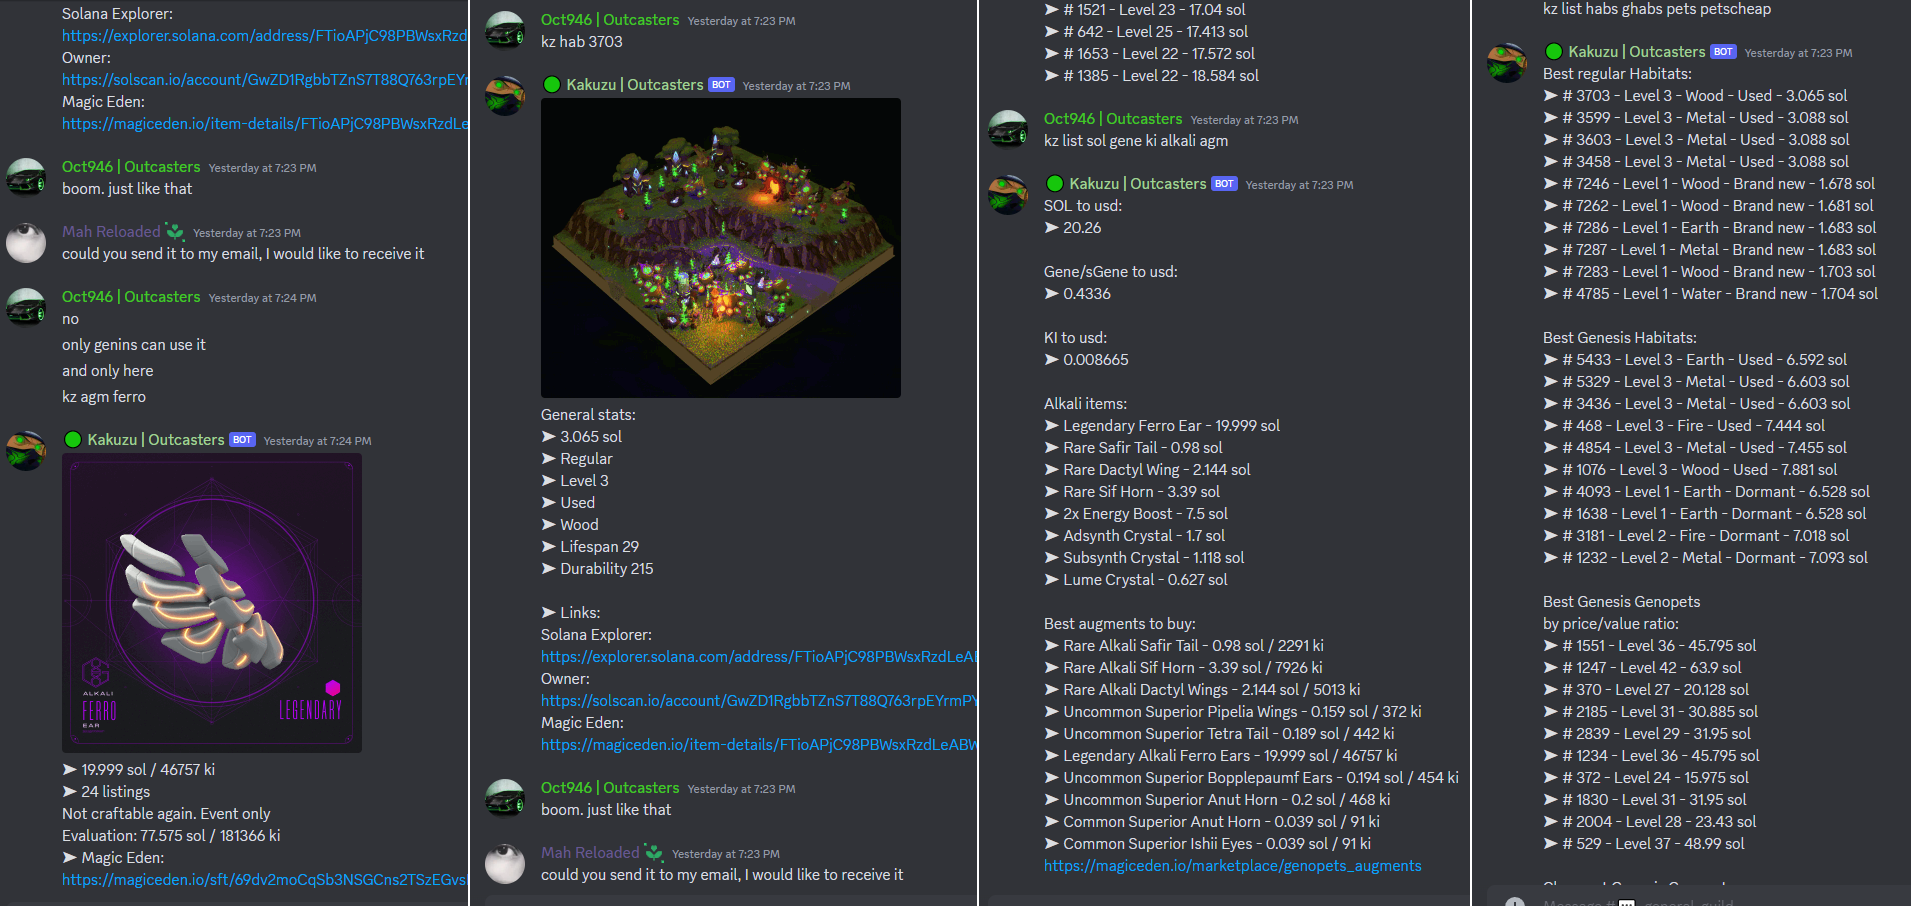 Solana Explorer:
https://explorer.solana.com/address/FTioAPjC98PBWsxRzd
Owner:
https://solscan.io/account/GwZD1RgbbTZnS7T88Q763rpEYr
Magic Eden:
https://magiceden.io/item-details/FTioAPjC98PBWsxRzdLe
Oct946 | Outcasters Yesterday at 7:23 PM
boom. just like that
Mah Reloaded Yesterday at 7:23 PM
could you send it to my email, I would like to receive it
Oct946 | Outcasters Yesterday at 7:24 PM
no
only genins can use it
and only here
kz agm ferro
Kakuzu | Outcasters BOT Yesterday at 7:24 PM
ALKALI
FERRO
EAR
LEGENDARY
➤ 19.999 sol / 46757 ki
➤ 24 listings
Not craftable again. Event only
Evaluation: 77.575 sol / 181366 ki
➤ Magic Eden:
https://magiceden.io/sft/69dv2moCqSb3NSGCns2TSzEGvs
Oct946 | Outcasters Yesterday at 7:23 PM
kz hab 3703
Kakuzu | Outcasters BOT Yesterday at 7:23 PM
General stats:
➤ 3.065 sol
➤ Regular
➤ Level 3
➤ Used
➤ Wood
➤ Lifespan 29
➤ Durability 215
➤ Links:
Solana Explorer:
https://explorer.solana.com/address/FTioAPjC98PBWsxRzdLeA
Owner:
https://solscan.io/account/GwZD1RgbbTZnS7T88Q763rpEYrmPY
Magic Eden:
https://magiceden.io/item-details/FTioAPjC98PBWsxRzdLeABW
Oct946 | Outcasters Yesterday at 7:23 PM
boom. just like that
Mah Reloaded Yesterday at 7:23 PM
could you send it to my email, I would like to receive it
➤ # 1521 - Level 23 - 17.04 sol
➤ # 642 - Level 25 - 17.413 sol
➤ # 1653 - Level 22 - 17.572 sol
➤ # 1385 - Level 22 - 18.584 sol
Oct946 | Outcasters Yesterday at 7:23 PM
kz list sol gene ki alkali agm
Kakuzu | Outcasters BOT Yesterday at 7:23 PM
SOL to usd:
➤ 20.26
Gene/sGene to usd:
➤ 0.4336
KI to usd:
➤ 0.008665
Alkali items:
➤ Legendary Ferro Ear - 19.999 sol
➤ Rare Safir Tail - 0.98 sol
➤ Rare Dactyl Wing - 2.144 sol
➤ Rare Sif Horn - 3.39 sol
➤ 2x Energy Boost - 7.5 sol
➤ Adsynth Crystal - 1.7 sol
➤ Subsynth Crystal - 1.118 sol
➤ Lume Crystal - 0.627 sol
Best augments to buy:
➤ Rare Alkali Safir Tail - 0.98 sol / 2291 ki
➤ Rare Alkali Sif Horn - 3.39 sol / 7926 ki
➤ Rare Alkali Dactyl Wings - 2.144 sol / 5013 ki
➤ Uncommon Superior Pipelia Wings - 0.159 sol / 372 ki
➤ Uncommon Superior Tetra Tail - 0.189 sol / 442 ki
➤ Legendary Alkali Ferro Ears - 19.999 sol / 46757 ki
➤ Uncommon Superior Bopplepaumf Ears - 0.194 sol / 454 ki
➤ Uncommon Superior Anut Horn - 0.2 sol / 468 ki
➤ Common Superior Anut Horn - 0.039 sol / 91 ki
➤ Common Superior Ishii Eyes - 0.039 sol / 91 ki
https://magiceden.io/marketplace/genopets_augments
kz list habs ghabs pets petscheap
Kakuzu | Outcasters BOT Yesterday at 7:23 PM
Best regular Habitats:
➤ # 3703 - Level 3 - Wood - Used - 3.065 sol
➤ # 3599 - Level 3 - Metal - Used - 3.088 sol
➤ # 3603 - Level 3 - Metal - Used - 3.088 sol
➤ # 3458 - Level 3 - Metal - Used - 3.088 sol
➤ # 7246 - Level 1 - Wood - Brand new - 1.678 sol
➤ # 7262 - Level 1 - Wood - Brand new - 1.681 sol
➤ # 7286 - Level 1 - Earth - Brand new - 1.683 sol
➤ # 7287 - Level 1 - Metal - Brand new - 1.683 sol
➤ # 7283 - Level 1 - Wood - Brand new - 1.703 sol
➤ # 4785 - Level 1 - Water - Brand new - 1.704 sol
Best Genesis Habitats:
➤ # 5433 - Level 3 - Earth - Used - 6.592 sol
➤ # 5329 - Level 3 - Metal - Used - 6.603 sol
➤ # 3436 - Level 3 - Metal - Used - 6.603 sol
➤ # 468 - Level 3 - Fire - Used - 7.444 sol
➤ # 4854 - Level 3 - Metal - Used - 7.455 sol
➤ # 1076 - Level 3 - Wood - Used - 7.881 sol
➤ # 4093 - Level 1 - Earth - Dormant - 6.528 sol
➤ # 1638 - Level 1 - Earth - Dormant - 6.528 sol
➤ # 3181 - Level 2 - Fire - Dormant - 7.018 sol
➤ # 1232 - Level 2 - Metal - Dormant - 7.093 sol
Best Genesis Genopets
by price/value ratio:
➤ # 1551 - Level 36 - 45.795 sol
➤ # 1247 - Level 42 - 63.9 sol
➤ # 370 - Level 27 - 20.128 sol
➤ # 2185 - Level 31 - 30.885 sol
➤ # 2839 - Level 29 - 31.95 sol
➤ # 1234 - Level 36 - 45.795 sol
➤ # 372 - Level 24 - 15.975 sol
➤ # 1830 - Level 31 - 31.95 sol
➤ # 2004 - Level 28 - 23.43 sol
➤ # 529 - Level 37 - 48.99 sol